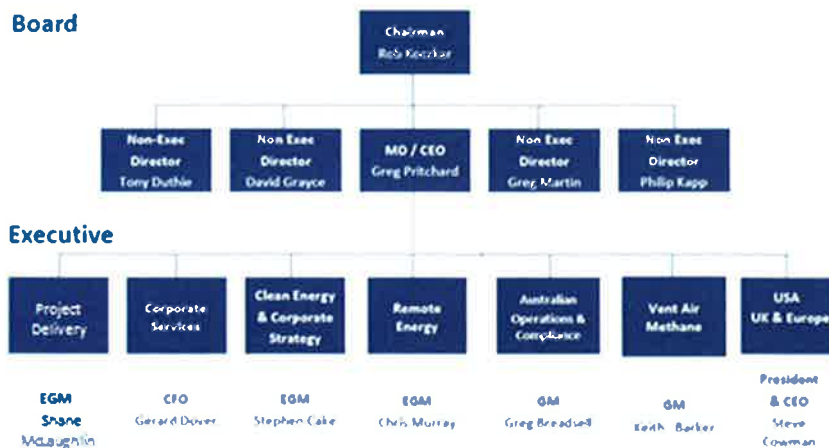 Board
Chairman
Rob Koczkar
Non-Exec
Director
Tony Duthie
Non Exec
Director
David Grayce
MD / CEO
Greg Pritchard
Non Exec
Director
Greg Martin
Non Exec
Director
Philip Kapp
Executive
Project
Delivery
Corporate
Services
Clean Energy
& Corporate
Strategy
Remote
Energy
Australian
Operations &
Compliance
Vent Air
Methane
USA
UK & Europe
EGM
Shane
McLaughlin
CFO
Gerard Dover
EGM
Stephen Cake
EGM
Chris Murray
GM
Greg Breadsell
GM
Keith Barker
President
& CEO
Steve
Cowman